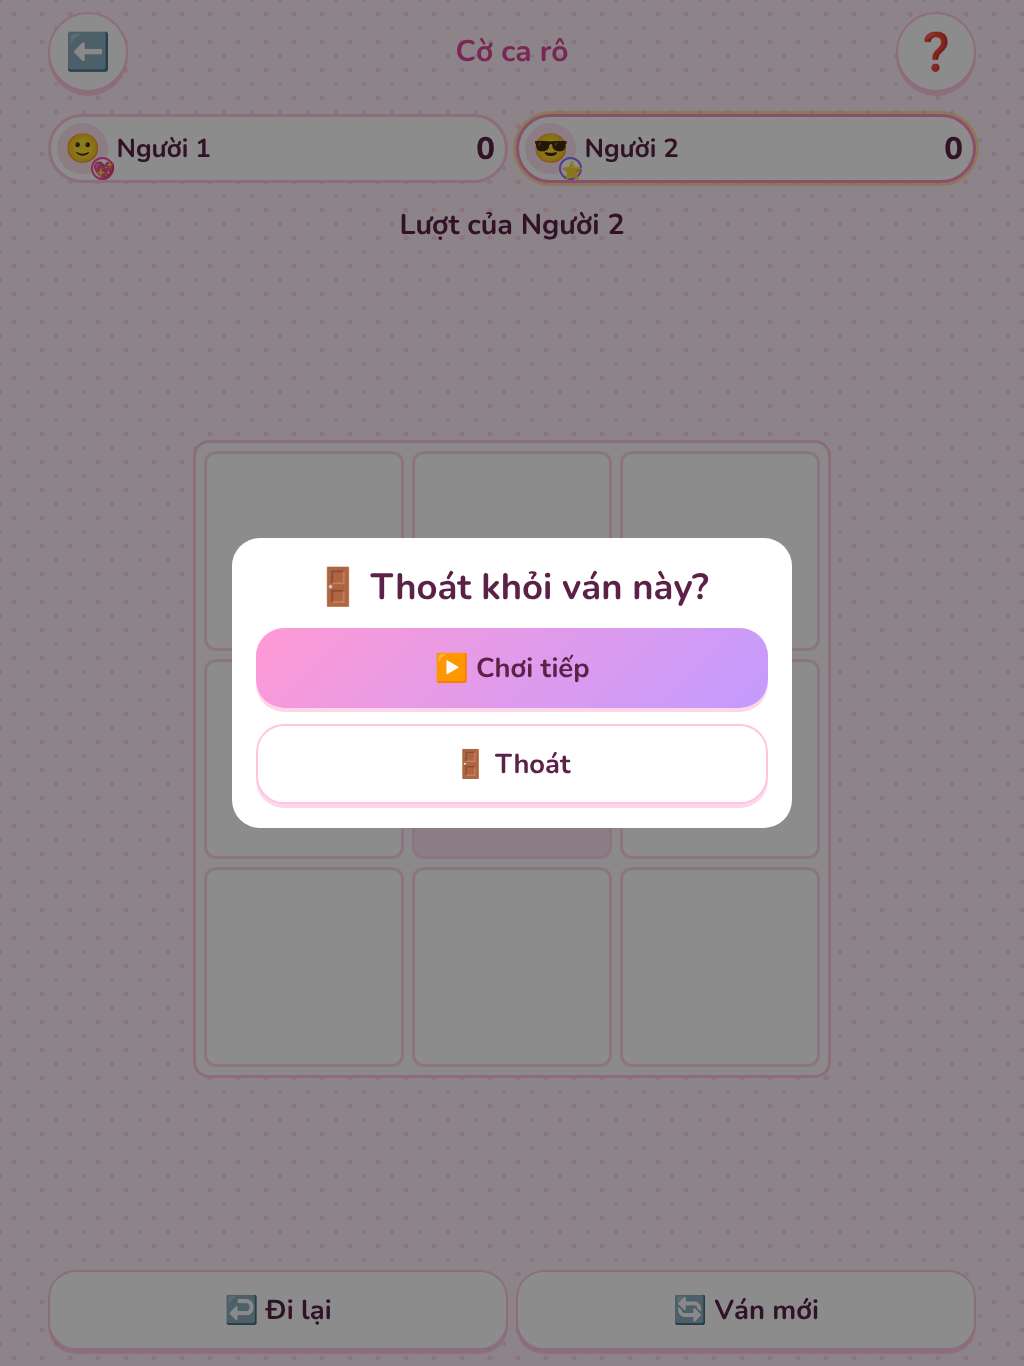 Cờ ca rô
Người 1 0
Người 2 0
Lượt của Người 2
Thoát khỏi ván này?
Chơi tiếp
Thoát
Đi lại
Ván mới